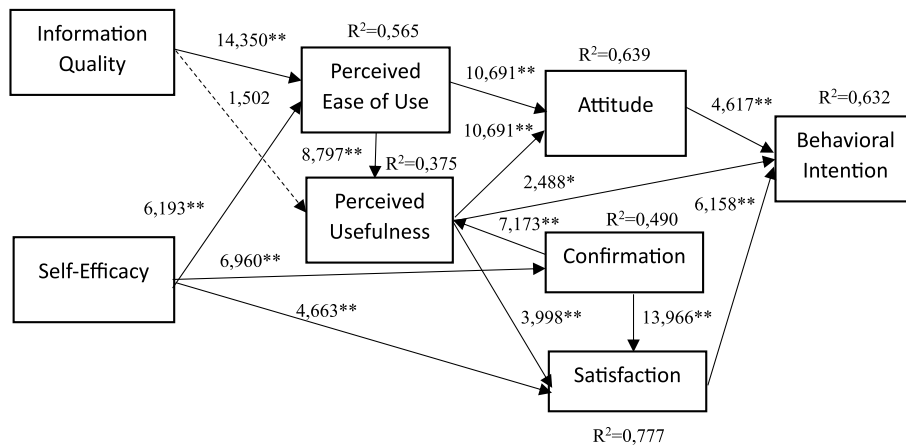 Information
Quality
14,350**
R²=0,565
Perceived
Ease of Use
10,691**
R²=0,639
Attitude
4,617**
R²=0,632
Behavioral
Intention
1,502
10,691**
8,797**
R²=0,375
Perceived
Usefulness
2,488*
6,193**
7,173**
R²=0,490
Confirmation
6,158**
Self-Efficacy
6,960**
4,663**
3,998**
13,966**
Satisfaction
R²=0,777